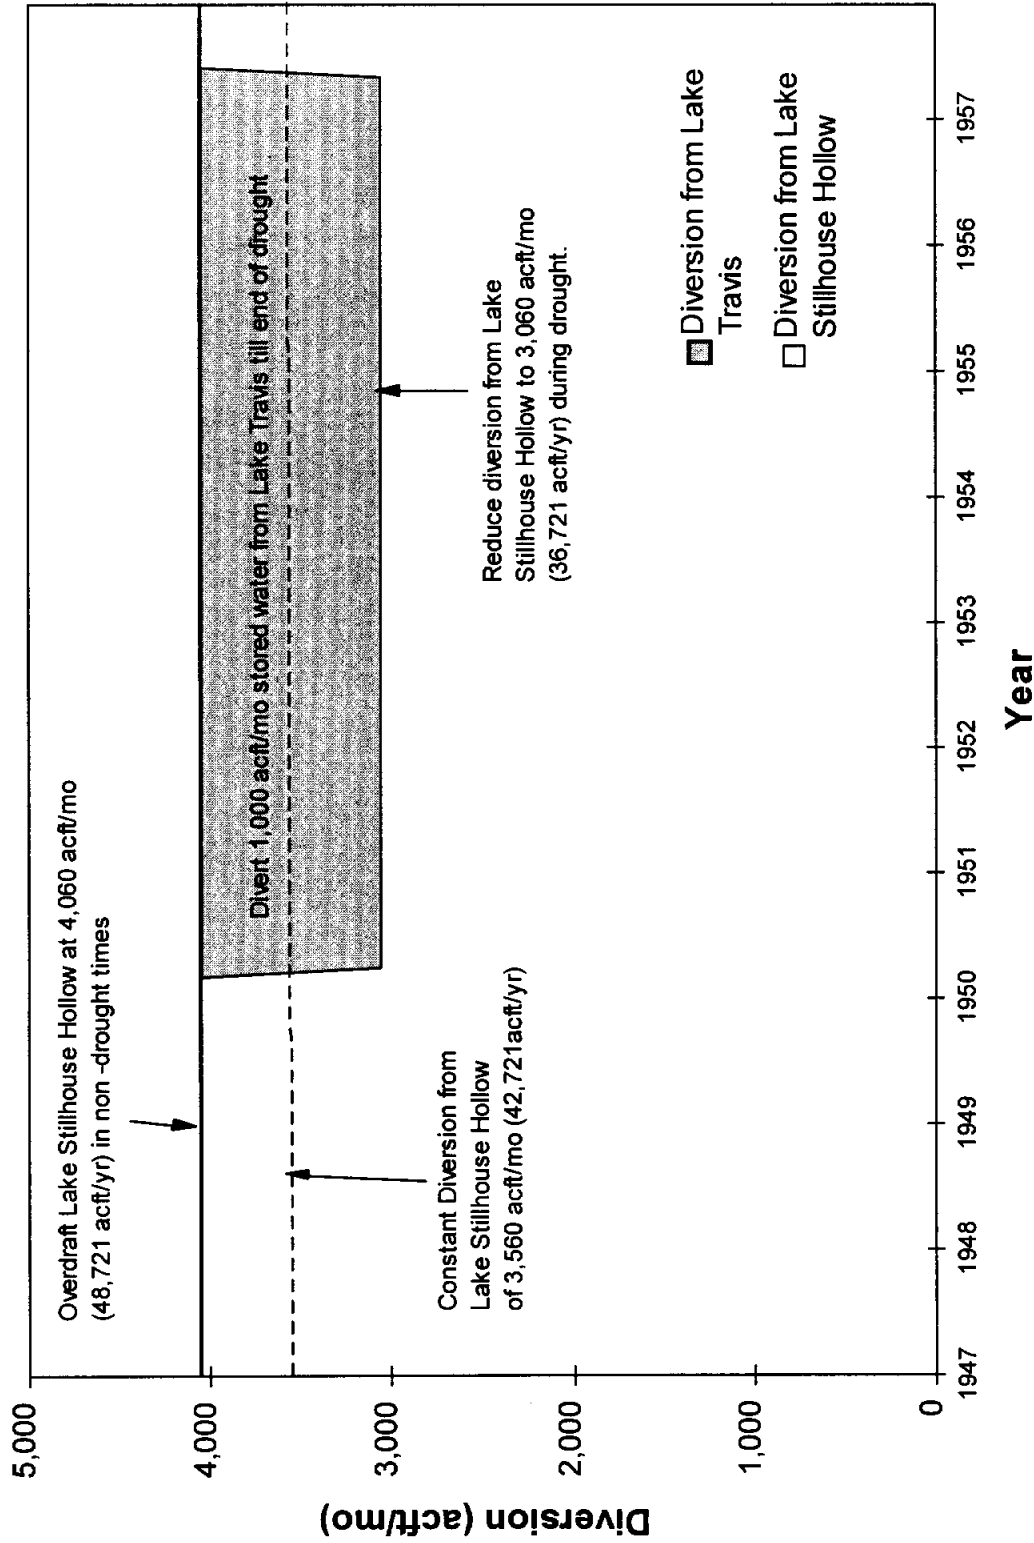 Overdraft Lake Stillhouse Hollow at 4,060 acft/mo
(48,721 acft/yr) in non -drought times
Divert 1,000 acft/mo stored water from Lake Travis till end of drought
Constant Diversion from
Lake Stillhouse Hollow
of 3,560 acft/mo (42,721acft/yr)
Reduce diversion from Lake
Stillhouse Hollow to 3,060 acft/mo
(36,721 acft/yr) during drought.
Diversion from Lake
Travis
Diversion from Lake
Stillhouse Hollow
5,000
4,000
3,000
2,000
1,000
0
Diversion (acft/mo)
1947 1948 1949 1950 1951 1952 1953 1954 1955 1956 1957
Year